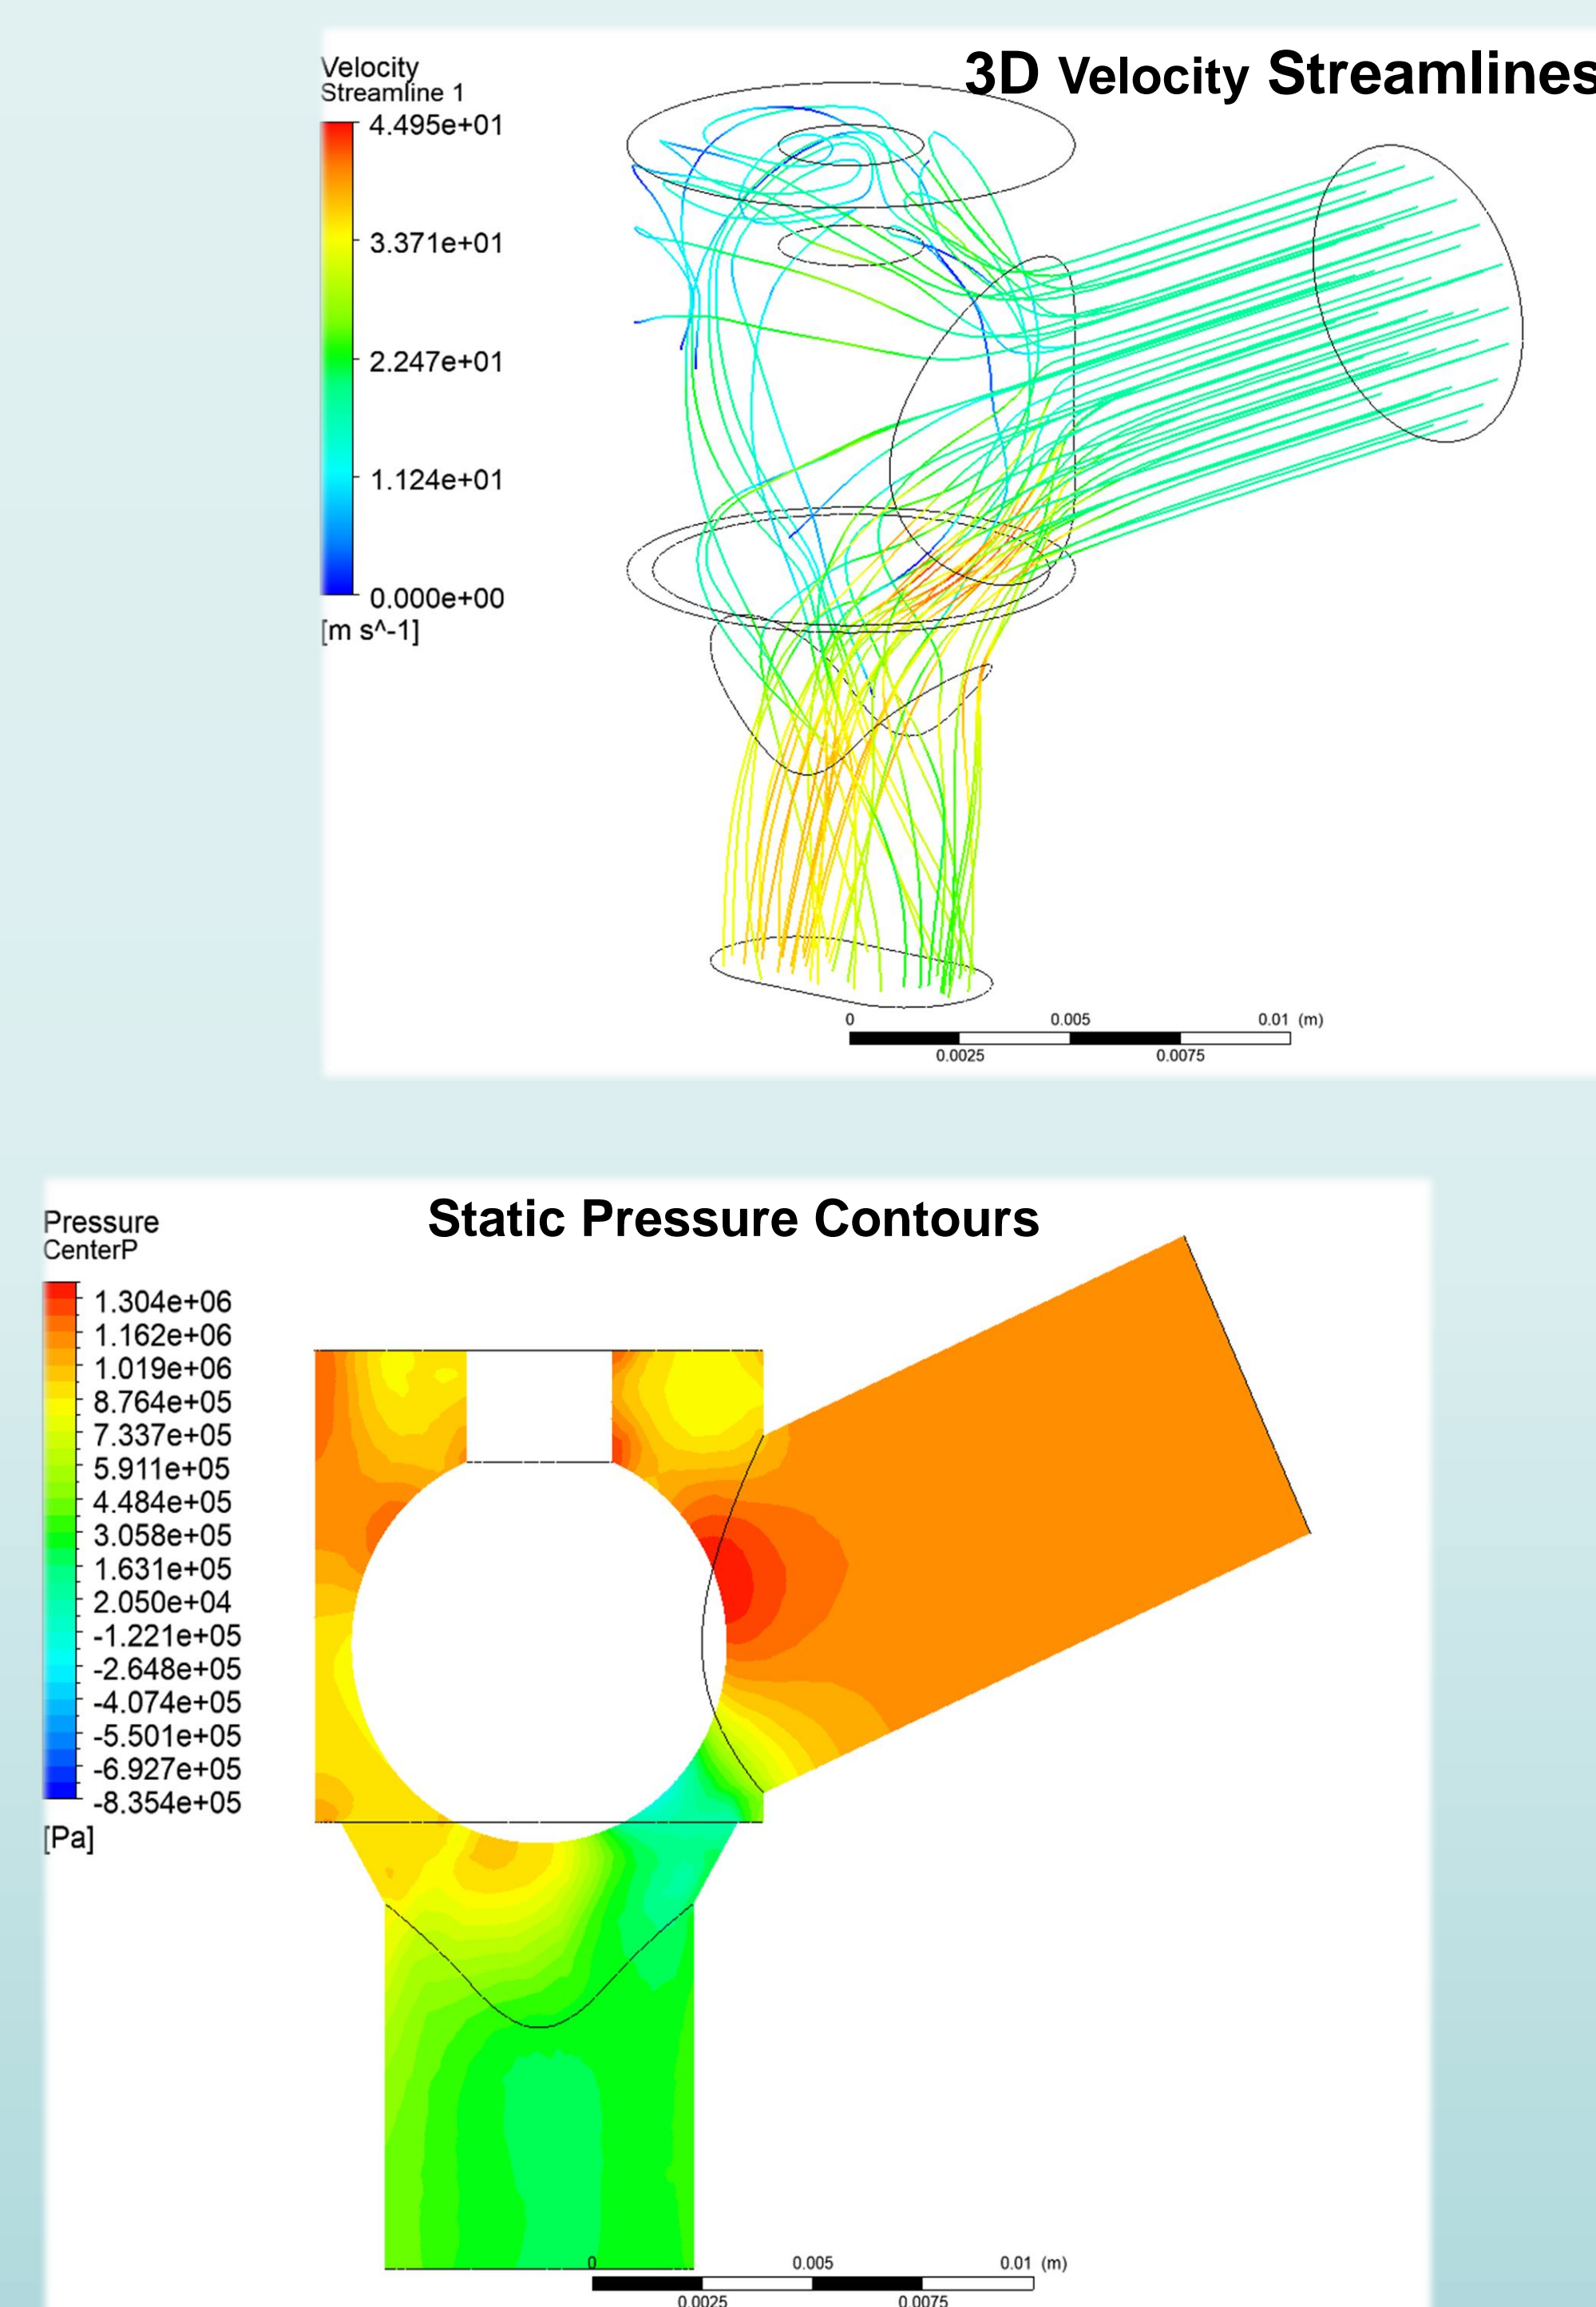 3D Velocity Streamlines
Velocity
Streamline 1
4.495e+01
3.371e+01
2.247e+01
1.124e+01
0.000e+00
[m s^-1]
0 0.005 0.01 (m)
0.0025 0.0075
Static Pressure Contours
Pressure
CenterP
1.304e+06
1.162e+06
1.019e+06
8.764e+05
7.337e+05
5.911e+05
4.484e+05
3.058e+05
1.631e+05
2.050e+04
-1.221e+05
-2.648e+05
-4.074e+05
-5.501e+05
-6.927e+05
-8.354e+05
[Pa]
0 0.005 0.01 (m)
0.0025 0.0075